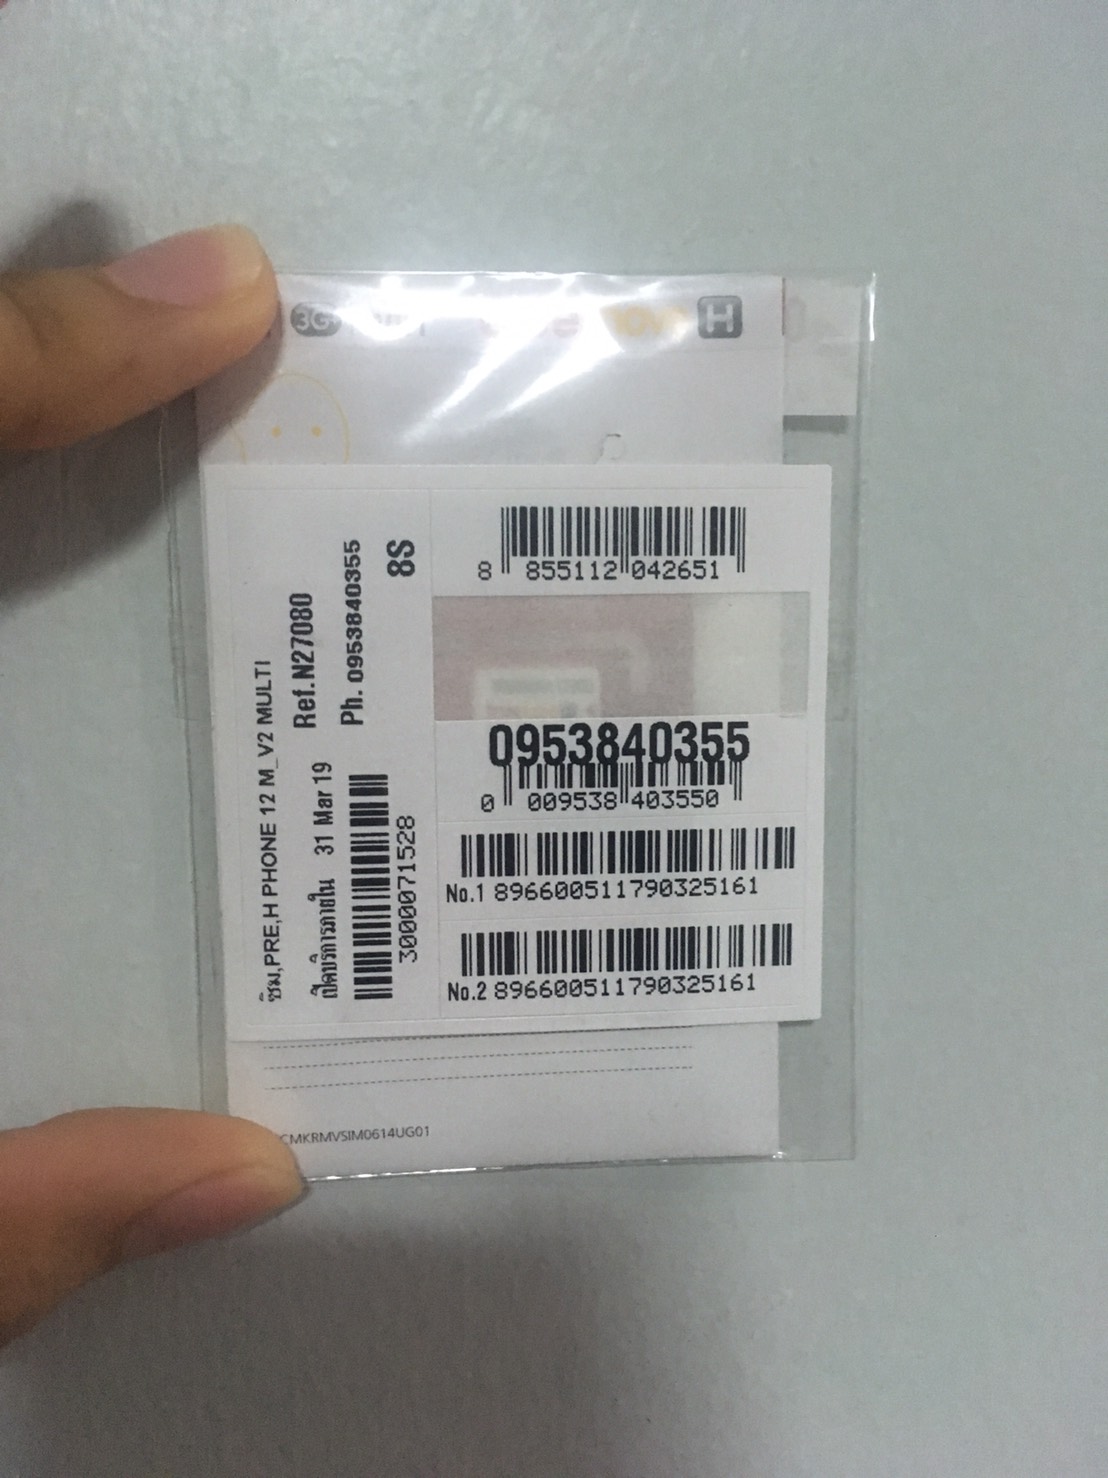 3G
H
ซิม,PRE,H PHONE 12 M_V2 MULTI
เปิดบริการภายใน 31 Mar 19
Ref.N27080
Ph. 0953840355
3000071528
8S
8 855112 042651
0953840355
0 009538 403550
No.1 896600511790325161
No.2 896600511790325161
CMKRMVSIM0614UG01